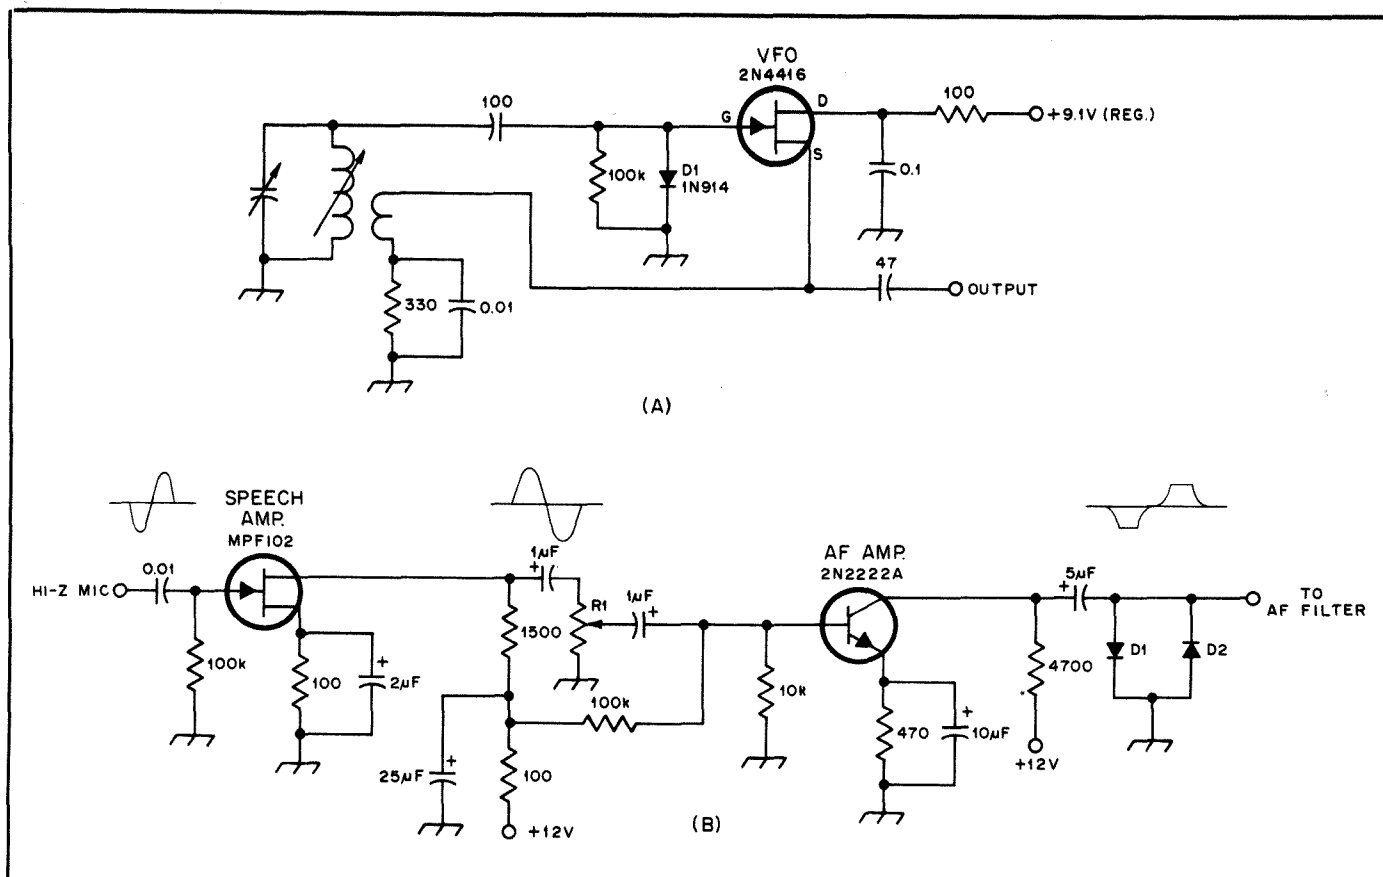 VFO
2N4416
100
G
D
S
100
+9.1V (REG.)
100k
D1
1N914
0.1
330
0.01
47
OUTPUT
(A)
SPEECH
AMP.
MPF102
HI-Z MIC
0.01
100k
100
+
2µF
1µF
+
R1
1500
1µF
+
100k
25µF
+
100
+12V
10k
AF AMP.
2N2222A
470
+
10µF
4700
+12V
5µF
+
D1
D2
TO
AF FILTER
(B)